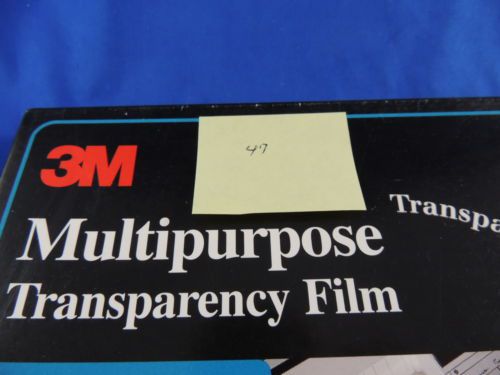 3M
47
Multipurpose
Transparency Film
Transpa